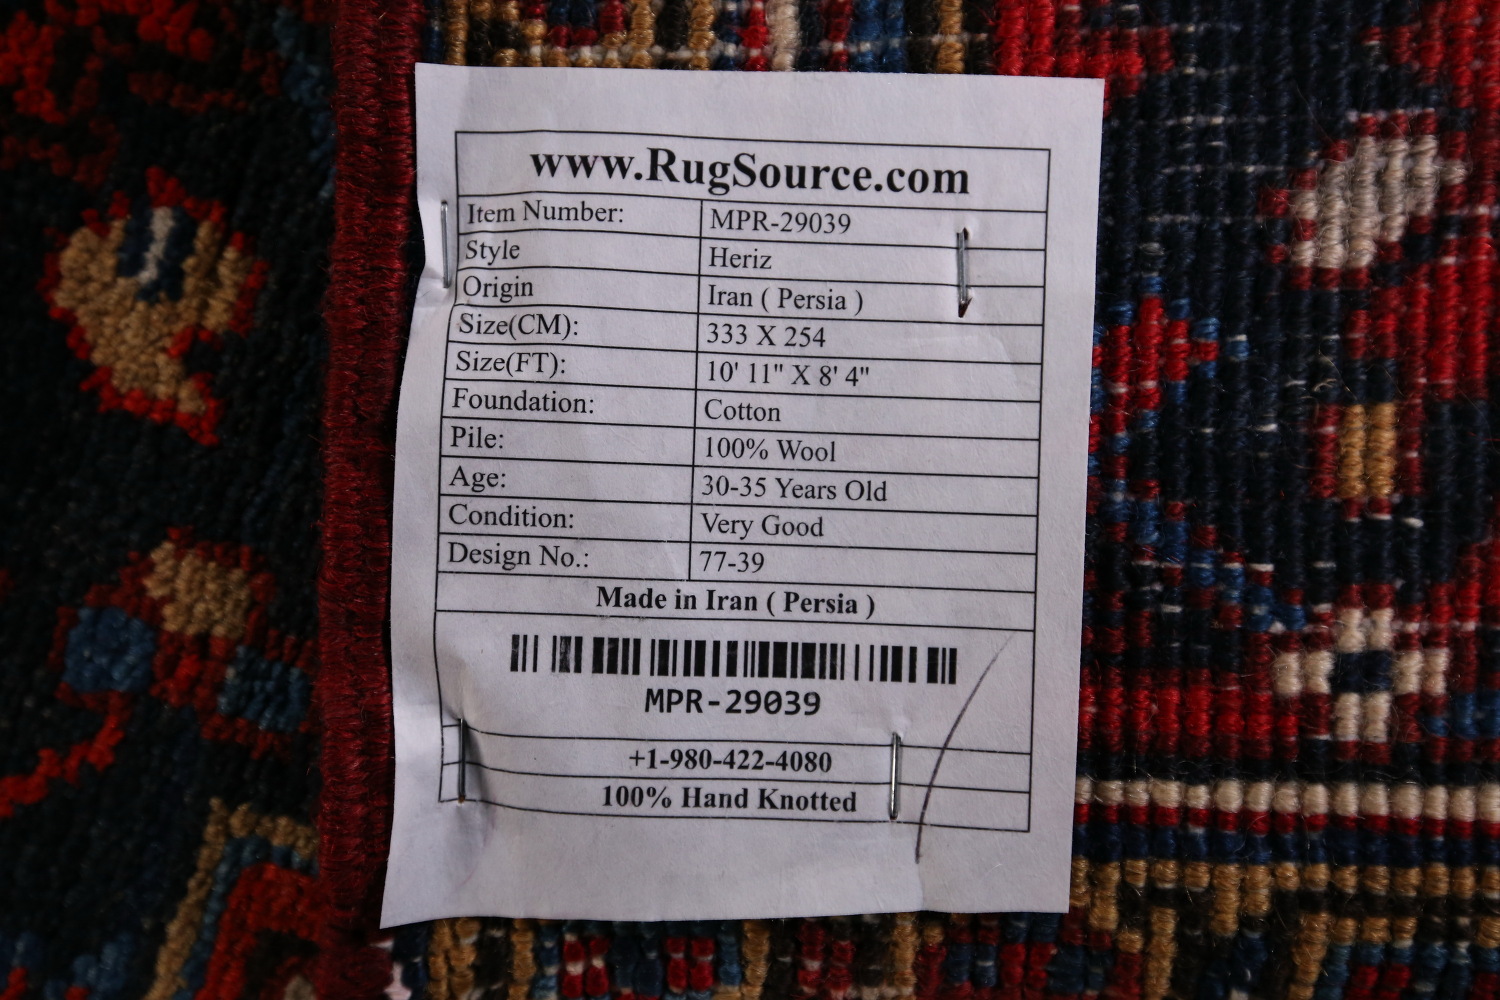 www.RugSource.com
Item Number: MPR-29039
Style Heriz
Origin Iran ( Persia )
Size(CM): 333 X 254
Size(FT): 10' 11" X 8' 4"
Foundation: Cotton
Pile: 100% Wool
Age: 30-35 Years Old
Condition: Very Good
Design No.: 77-39
Made in Iran ( Persia )
MPR-29039
+1-980-422-4080
100% Hand Knotted